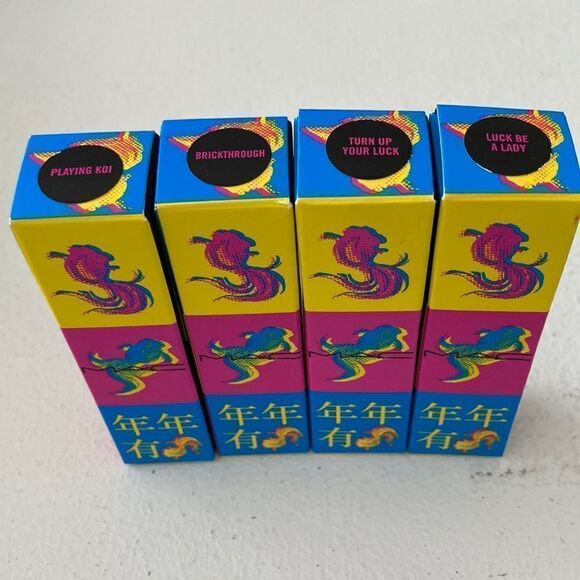 PLAYING KOI
BRICKTHROUGH
TURN UP
YOUR LUCK
LUCK BE
A LADY
年年
有
年年
有
年年
有
年年
有